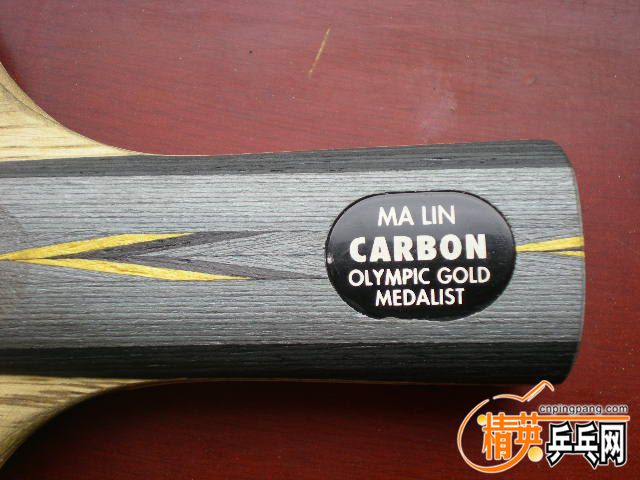 MA LIN
CARBON
OLYMPIC GOLD
MEDALIST
cnpingpang.com
精英乒乓网